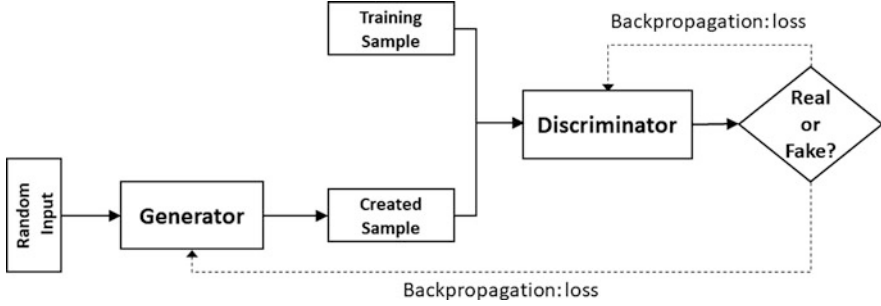 Training
Sample
Backpropagation: loss
Discriminator
Real
or
Fake?
Random
Input
Generator
Created
Sample
Backpropagation: loss